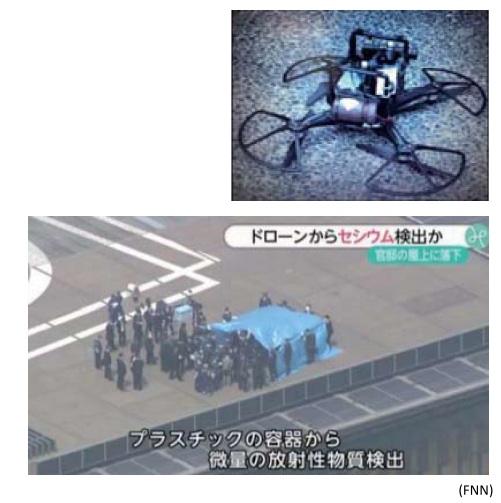 ドローンからセシウム検出か
官邸の屋上に落下
プラスチックの容器から
微量の放射性物質検出
(FNN)